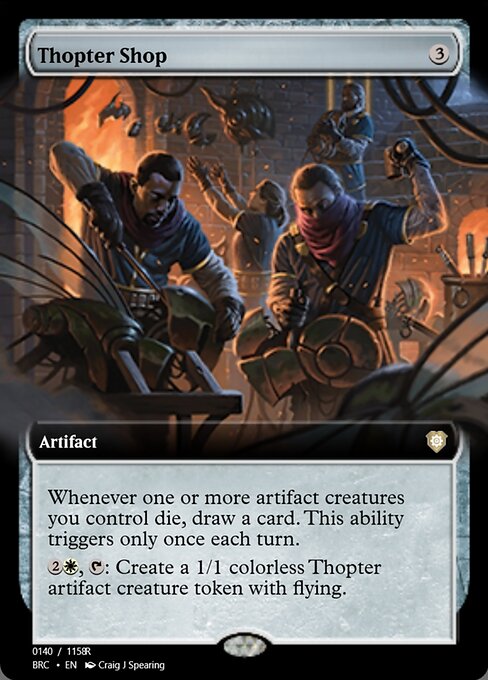 Thopter Shop 3
Artifact
Whenever one or more artifact creatures
you control die, draw a card. This ability
triggers only once each turn.
2, : Create a 1/1 colorless Thopter
artifact creature token with flying.
0140 / 1158R
BRC • EN Craig J Spearing